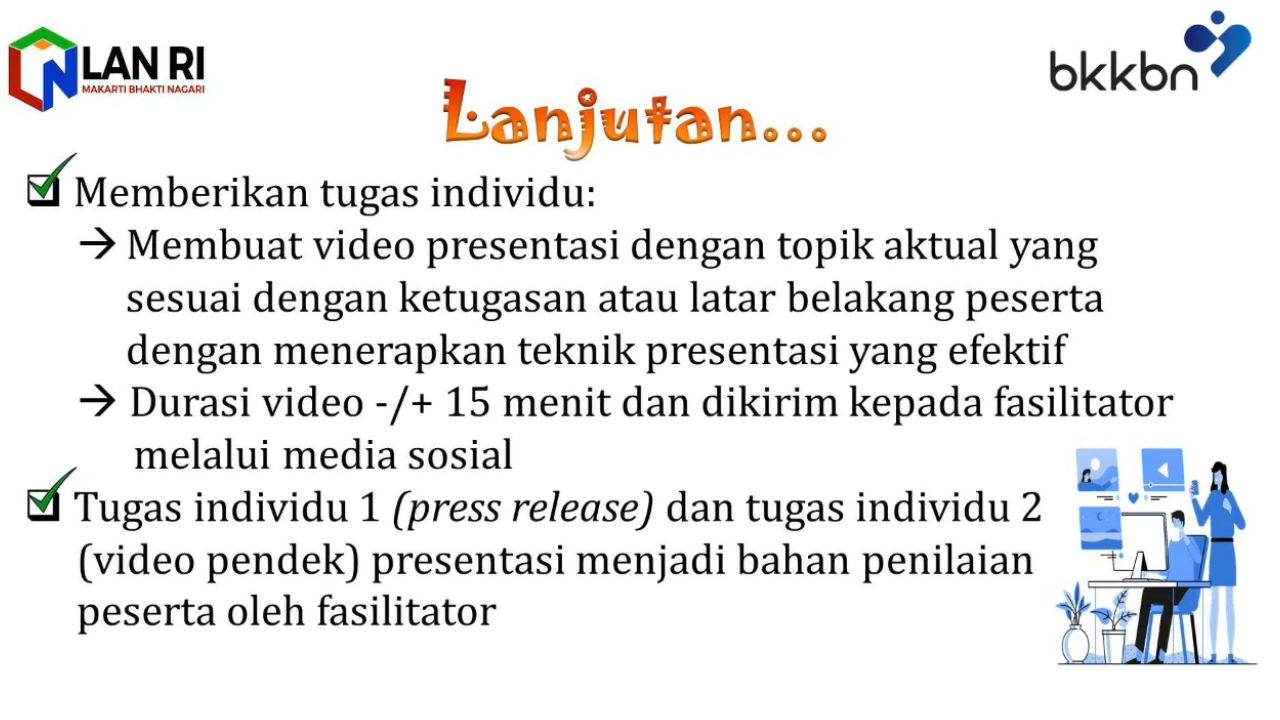 LAN RI
MAKARTI BHAKTI NAGARI
bkkbn
Lanjutan...
Memberikan tugas individu:
→ Membuat video presentasi dengan topik aktual yang
sesuai dengan ketugasan atau latar belakang peserta
dengan menerapkan teknik presentasi yang efektif
→ Durasi video -/+ 15 menit dan dikirim kepada fasilitator
melalui media sosial
Tugas individu 1 (press release) dan tugas individu 2
(video pendek) presentasi menjadi bahan penilaian
peserta oleh fasilitator